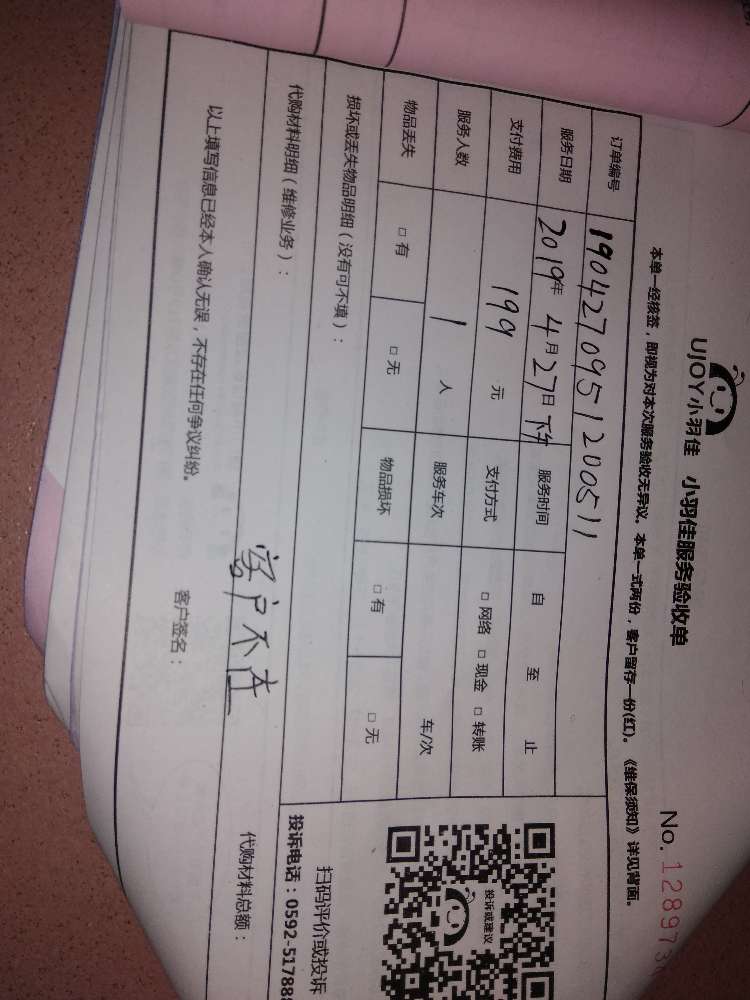 UJOY小羽佳 小羽佳服务验收单
No. 128973
本单一经核签，即视为对本次服务验收无异议。本单一式两份，客户留存一份(红)。《维保须知》详见背面。
订单编号 190427095120051 1
服务日期 2019年4月27日下午 服务时间 自 至 止
支付费用 199 元 支付方式 □网络 □现金 □转账
服务人数 1 人 服务车次 车/次
物品丢失 □有 □无 物品损坏 □有 □无
损坏或丢失物品明细（没有可不填）：
代购材料明细（维修业务）：
代购材料总额：
客户不在
以上填写信息已经本人确认无误，不存在任何争议纠纷。
客户签名：
投诉或建议
扫码评价或投诉
投诉电话：0592-517888